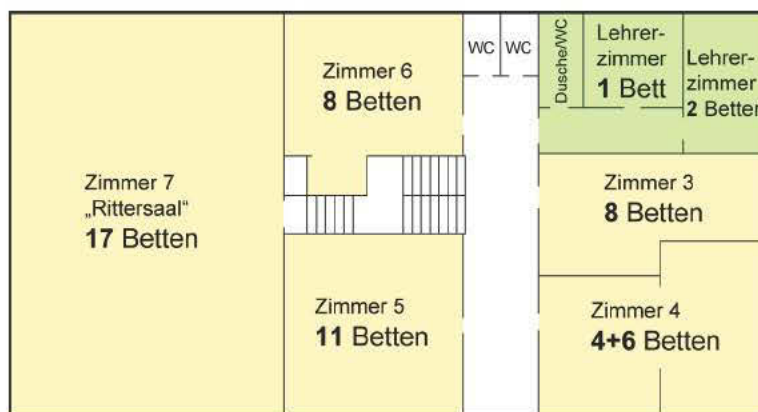 Zimmer 7
„Rittersaal“
17 Betten
Zimmer 6
8 Betten
Zimmer 5
11 Betten
WC
WC
Dusche/WC
Lehrer-
zimmer
1 Bett
Lehrer-
zimmer
2 Betten
Zimmer 3
8 Betten
Zimmer 4
4+6 Betten